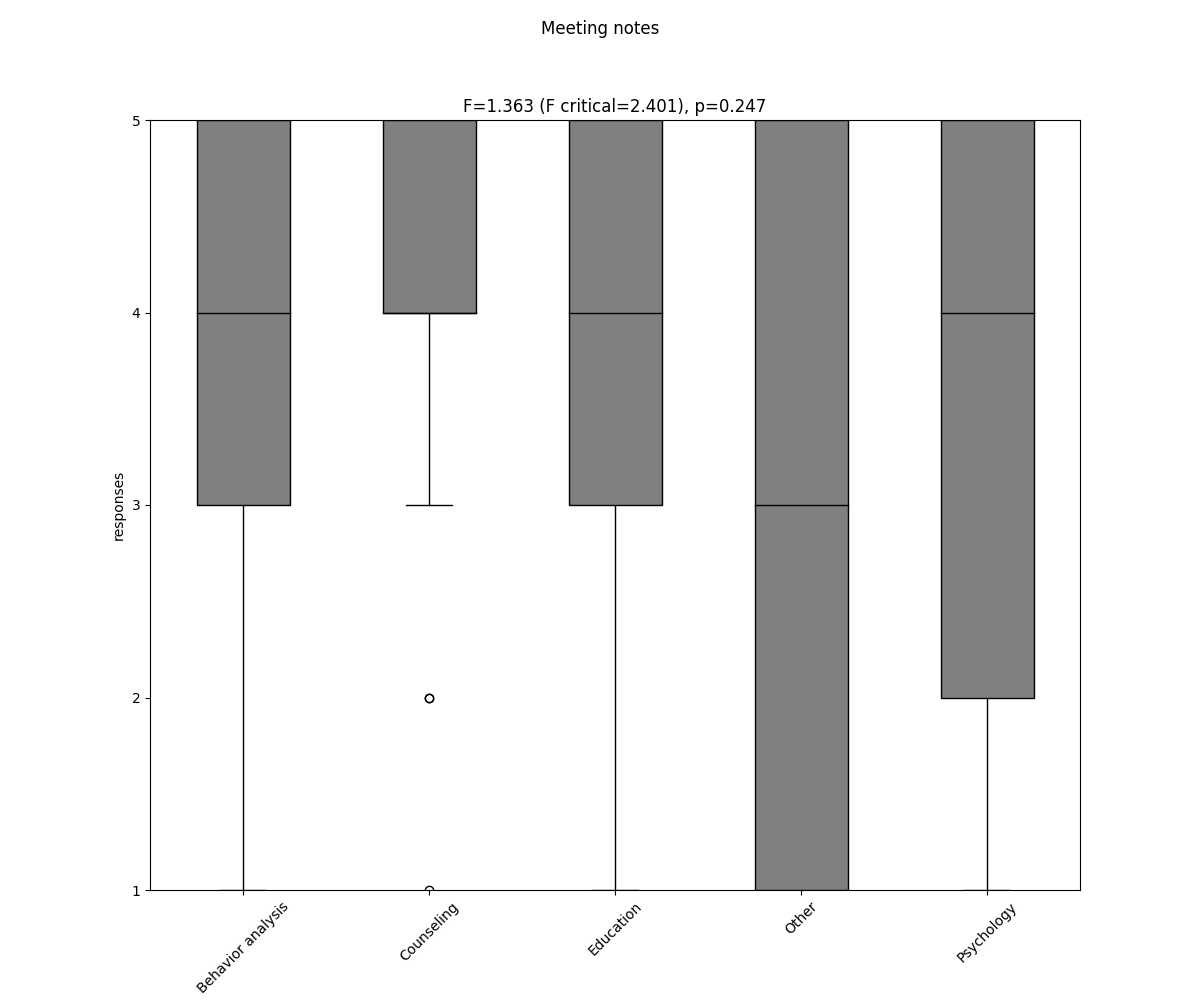 Meeting notes
F=1.363 (F critical=2.401), p=0.247
5
4
3
2
1
responses
Behavior analysis
Counseling
Education
Other
Psychology